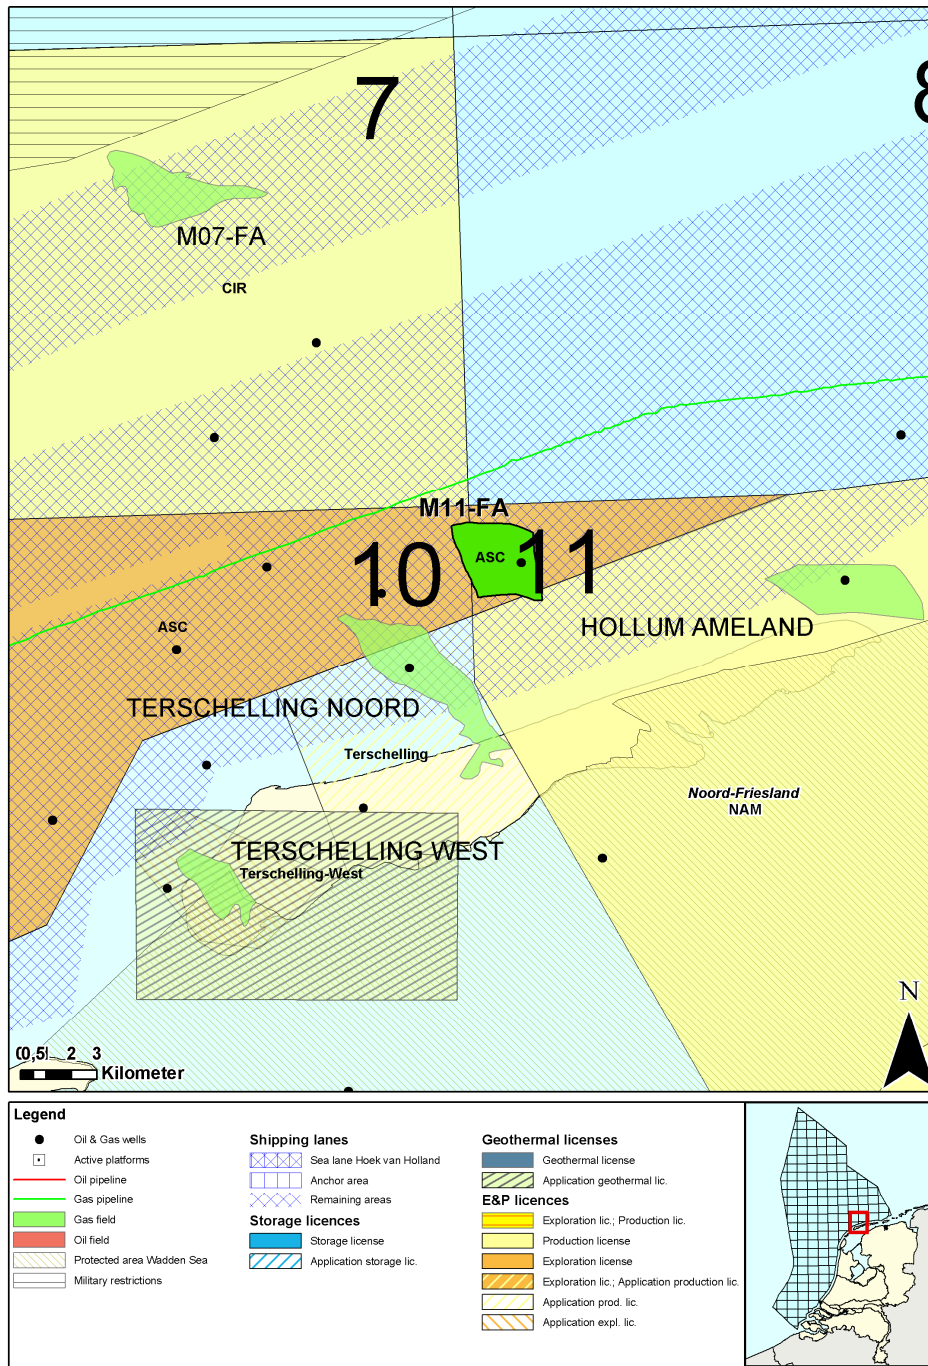 7
8
M07-FA
CIR
M11-FA
10
ASC
11
ASC
HOLLUM AMELAND
TERSCHELLING NOORD
Terschelling
Noord-Friesland
NAM
TERSCHELLING WEST
Terschelling-West
N
2 3
Kilometer
Legend
Oil & Gas wells
Active platforms
Oil pipeline
Gas pipeline
Gas field
Oil field
Protected area Wadden Sea
Military restrictions
Shipping lanes
Sea lane Hoek van Holland
Anchor area
Remaining areas
Storage licences
Storage license
Application storage lic.
Geothermal licenses
Geothermal license
Application geothermal lic.
E&P licences
Exploration lic.; Production lic.
Production license
Exploration license
Exploration lic.; Application production lic.
Application prod. lic.
Application expl. lic.